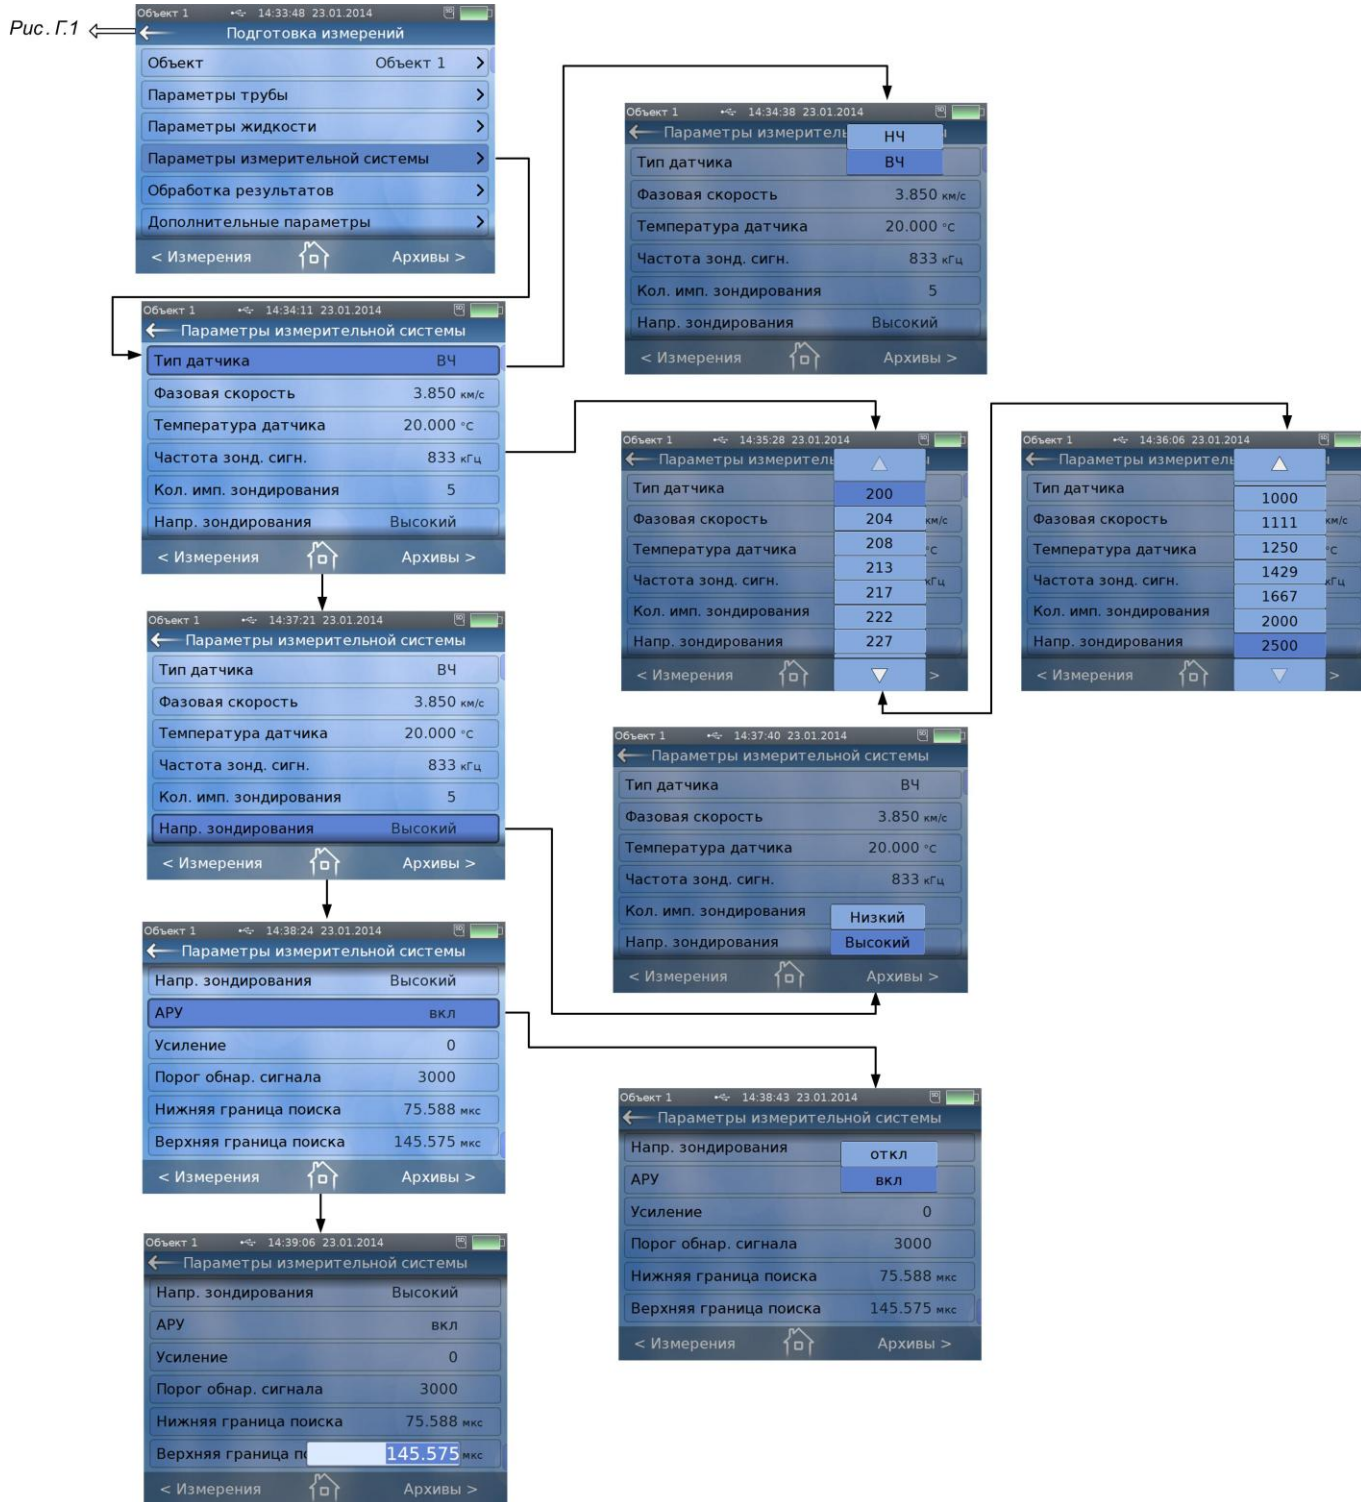 Рис. Г.1
Объект 1 14:33:48 23.01.2014
Подготовка измерений
Объект Объект 1 >
Параметры трубы >
Параметры жидкости >
Параметры измерительной системы >
Обработка результатов >
Дополнительные параметры >
< Измерения Архивы >
Объект 1 14:34:38 23.01.2014
Параметры измеритель
НЧ
Тип датчика ВЧ
Фазовая скорость 3.850 км/с
Температура датчика 20.000 °C
Частота зонд. сигн. 833 кГц
Кол. имп. зондирования 5
Напр. зондирования Высокий
< Измерения Архивы >
Объект 1 14:34:11 23.01.2014
Параметры измерительной системы
Тип датчика ВЧ
Фазовая скорость 3.850 км/с
Температура датчика 20.000 °C
Частота зонд. сигн. 833 кГц
Кол. имп. зондирования 5
Напр. зондирования Высокий
< Измерения Архивы >
Объект 1 14:35:28 23.01.2014
Параметры измеритель
Тип датчика 200
Фазовая скорость 204 км/с
208
Температура датчика °C
213
Частота зонд. сигн. кГц
217
Кол. имп. зондирования 222
Напр. зондирования 227
< Измерения >
Объект 1 14:36:06 23.01.2014
Параметры измеритель
Тип датчика 1000
Фазовая скорость 1111 км/с
Температура датчика 1250 °C
1429
Частота зонд. сигн. кГц
1667
Кол. имп. зондирования 2000
Напр. зондирования 2500
< Измерения >
Объект 1 14:37:21 23.01.2014
Параметры измерительной системы
Тип датчика ВЧ
Фазовая скорость 3.850 км/с
Температура датчика 20.000 °C
Частота зонд. сигн. 833 кГц
Кол. имп. зондирования 5
Напр. зондирования Высокий
< Измерения Архивы >
Объект 1 14:37:40 23.01.2014
Параметры измерительной системы
Тип датчика ВЧ
Фазовая скорость 3.850 км/с
Температура датчика 20.000 °C
Частота зонд. сигн. 833 кГц
Кол. имп. зондирования Низкий
Напр. зондирования Высокий
< Измерения Архивы >
Объект 1 14:38:24 23.01.2014
Параметры измерительной системы
Напр. зондирования Высокий
АРУ вкл
Усиление 0
Порог обнар. сигнала 3000
Нижняя граница поиска 75.588 мкс
Верхняя граница поиска 145.575 мкс
< Измерения Архивы >
Объект 1 14:38:43 23.01.2014
Параметры измерительной системы
Напр. зондирования откл
АРУ вкл
Усиление 0
Порог обнар. сигнала 3000
Нижняя граница поиска 75.588 мкс
Верхняя граница поиска 145.575 мкс
< Измерения Архивы >
Объект 1 14:39:06 23.01.2014
Параметры измерительной системы
Напр. зондирования Высокий
АРУ вкл
Усиление 0
Порог обнар. сигнала 3000
Нижняя граница поиска 75.588 мкс
Верхняя граница по 145.575 мкс
< Измерения Архивы >